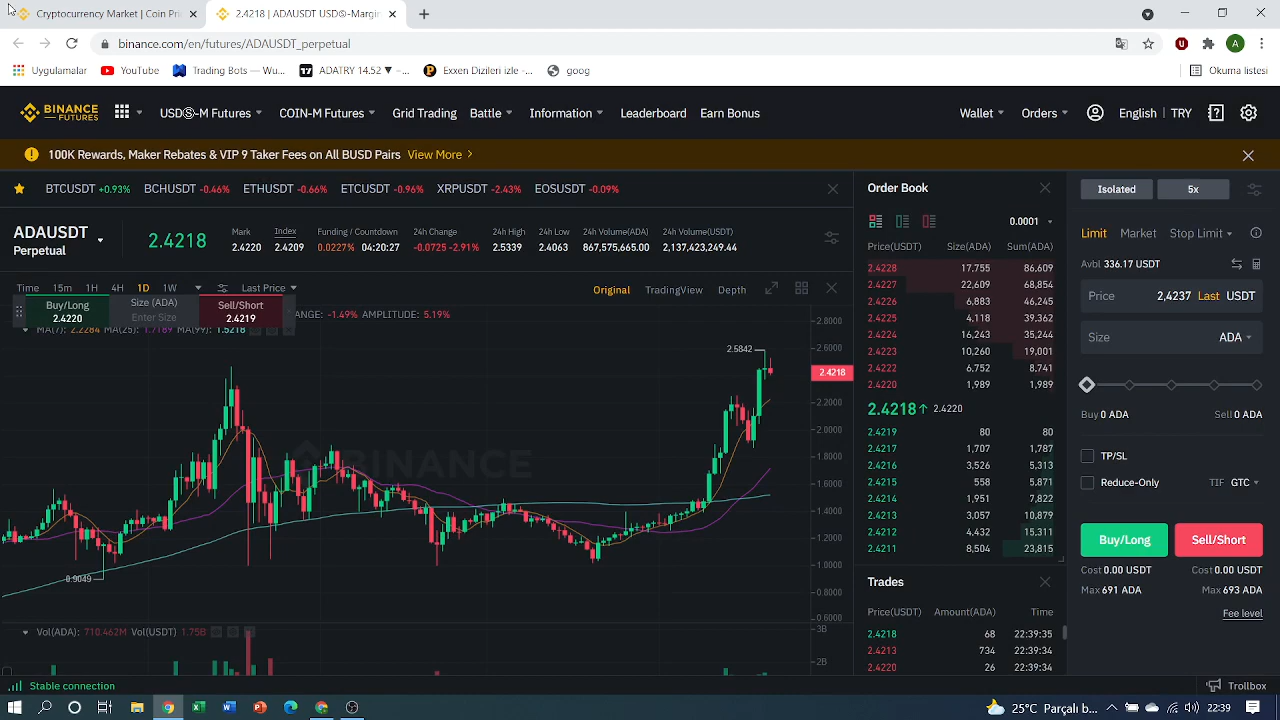 Cryptocurrency Market | Coin Pri
2.4218 | ADAUSDT USDⓈ-Margin
binance.com/en/futures/ADAUSDT_perpetual
Uygulamalar YouTube Trading Bots — Wu... ADATRY 14.52 ▼ −... Exxen Dizileri izle -... goog Okuma listesi
BINANCE FUTURES USDⓈ-M Futures COIN-M Futures Grid Trading Battle Information Leaderboard Earn Bonus Wallet Orders English | TRY
100K Rewards, Maker Rebates & VIP 9 Taker Fees on All BUSD Pairs View More
BTCUSDT +0.93% BCHUSDT -0.46% ETHUSDT -0.66% ETCUSDT -0.96% XRPUSDT -2.43% EOSUSDT -0.09%
ADAUSDT
Perpetual
2.4218
Mark Index Funding / Countdown 24h Change 24h High 24h Low 24h Volume(ADA) 24h Volume(USDT)
2.4220 2.4209 0.0227% 04:20:27 -0.0725 -2.91% 2.5339 2.4063 867,575,665.00 2,137,423,249.44
Time 15m 1H 4H 1D 1W Last Price Original TradingView Depth
Buy/Long
2.4220
Size (ADA)
Enter Size
Sell/Short
2.4219
ANGE: -1.49% AMPLITUDE: 5.19%
MA(7): 2.2284 MA(25): 1.7189 MA(99): 1.5218
2.8000
2.6000
2.5842
2.4218
2.2000
2.0000
1.8000
1.6000
1.4000
1.2000
1.0000
0.8000
0.6000
0.9049
BINANCE
Vol(ADA): 710.462M Vol(USDT) 1.75B
3B
2B
Order Book
0.0001
Price(USDT) Size(ADA) Sum(ADA)
2.4228 17,755 86,609
2.4227 22,609 68,854
2.4226 6,883 46,245
2.4225 4,118 39,362
2.4224 16,243 35,244
2.4223 10,260 19,001
2.4222 6,752 8,741
2.4220 1,989 1,989
2.4218↑ 2.4220
2.4219 80 80
2.4217 1,707 1,787
2.4216 3,526 5,313
2.4215 558 5,871
2.4214 1,951 7,822
2.4213 3,057 10,879
2.4212 4,432 15,311
2.4211 8,504 23,815
Trades
Price(USDT) Amount(ADA) Time
2.4218 68 22:39:35
2.4213 734 22:39:34
2.4220 26 22:39:34
Isolated 5x
Limit Market Stop Limit
Avbl 336.17 USDT
Price 2.4237 Last USDT
Size ADA
Buy 0 ADA Sell 0 ADA
TP/SL
Reduce-Only TIF GTC
Buy/Long Sell/Short
Cost 0.00 USDT Cost 0.00 USDT
Max 691 ADA Max 693 ADA
Fee level
Stable connection
Trollbox
25°C Parçalı b... 22:39